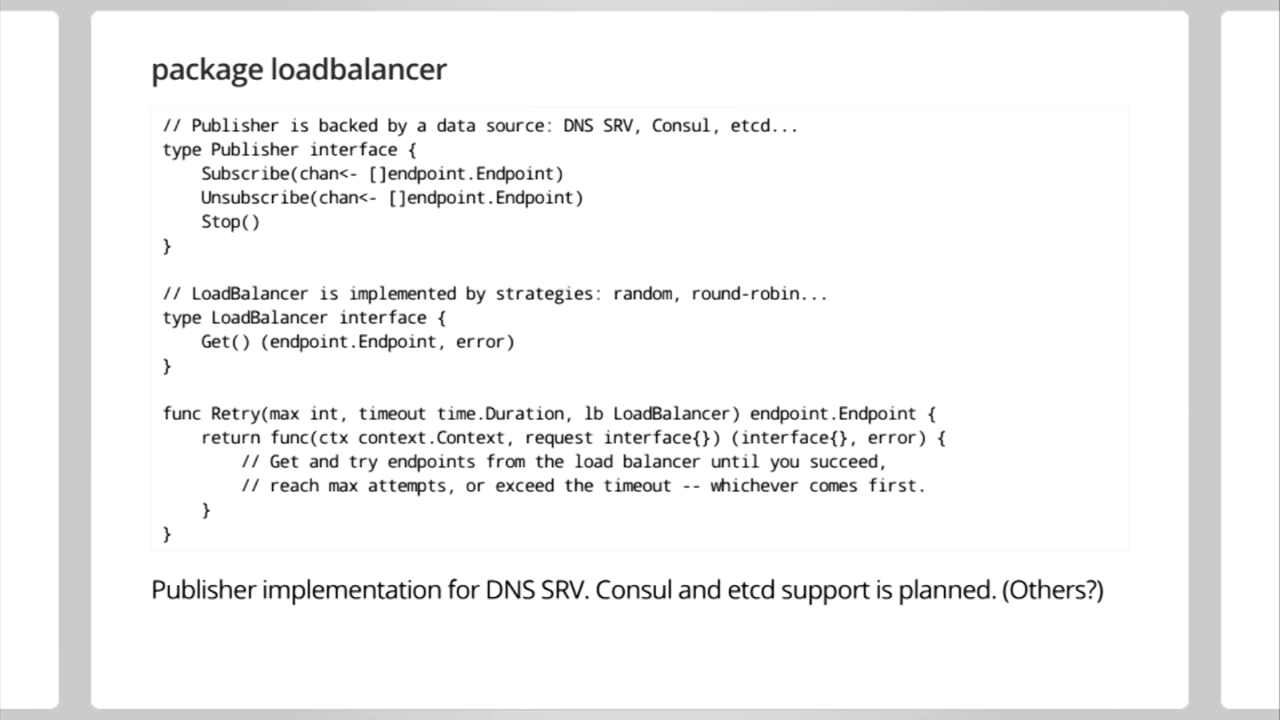 package loadbalancer
// Publisher is backed by a data source: DNS SRV, Consul, etcd...
type Publisher interface {
    Subscribe(chan<- []endpoint.Endpoint)
    Unsubscribe(chan<- []endpoint.Endpoint)
    Stop()
}
// LoadBalancer is implemented by strategies: random, round-robin...
type LoadBalancer interface {
    Get() (endpoint.Endpoint, error)
}
func Retry(max int, timeout time.Duration, lb LoadBalancer) endpoint.Endpoint {
    return func(ctx context.Context, request interface{}) (interface{}, error) {
        // Get and try endpoints from the load balancer until you succeed,
        // reach max attempts, or exceed the timeout -- whichever comes first.
    }
}
Publisher implementation for DNS SRV. Consul and etcd support is planned. (Others?)